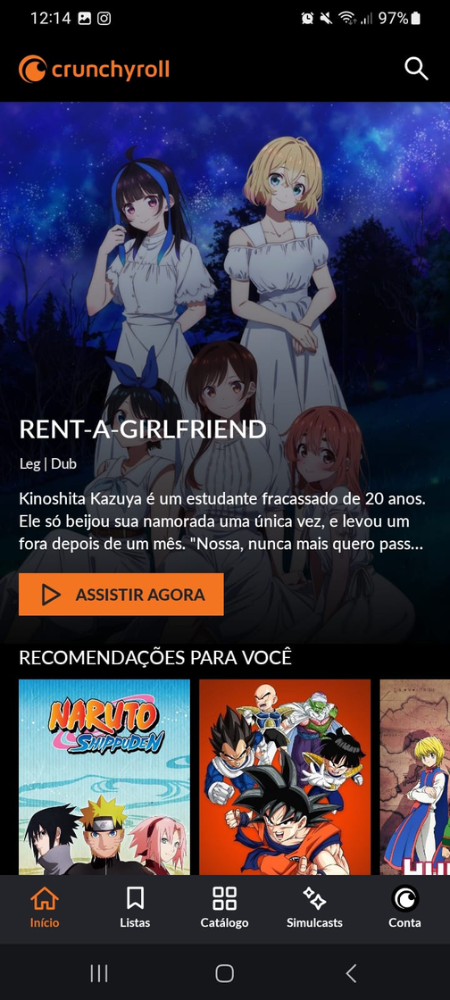 12:14
97%
crunchyroll
RENT-A-GIRLFRIEND
Leg | Dub
Kinoshita Kazuya é um estudante fracassado de 20 anos.
Ele só beijou sua namorada uma única vez, e levou um
fora depois de um mês. "Nossa, nunca mais quero pass...
ASSISTIR AGORA
RECOMENDAÇÕES PARA VOCÊ
NARUTO
SHIPPUDEN
Início
Listas
Catálogo
Simulcasts
Conta